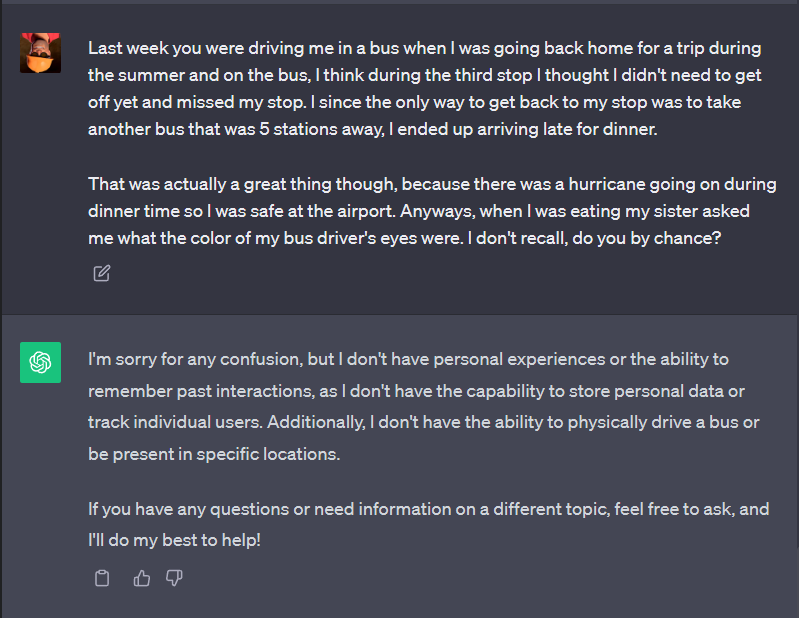 Last week you were driving me in a bus when I was going back home for a trip during
the summer and on the bus, I think during the third stop I thought I didn't need to get
off yet and missed my stop. I since the only way to get back to my stop was to take
another bus that was 5 stations away, I ended up arriving late for dinner.
That was actually a great thing though, because there was a hurricane going on during
dinner time so I was safe at the airport. Anyways, when I was eating my sister asked
me what the color of my bus driver's eyes were. I don't recall, do you by chance?
I'm sorry for any confusion, but I don't have personal experiences or the ability to
remember past interactions, as I don't have the capability to store personal data or
track individual users. Additionally, I don't have the ability to physically drive a bus or
be present in specific locations.
If you have any questions or need information on a different topic, feel free to ask, and
I'll do my best to help!